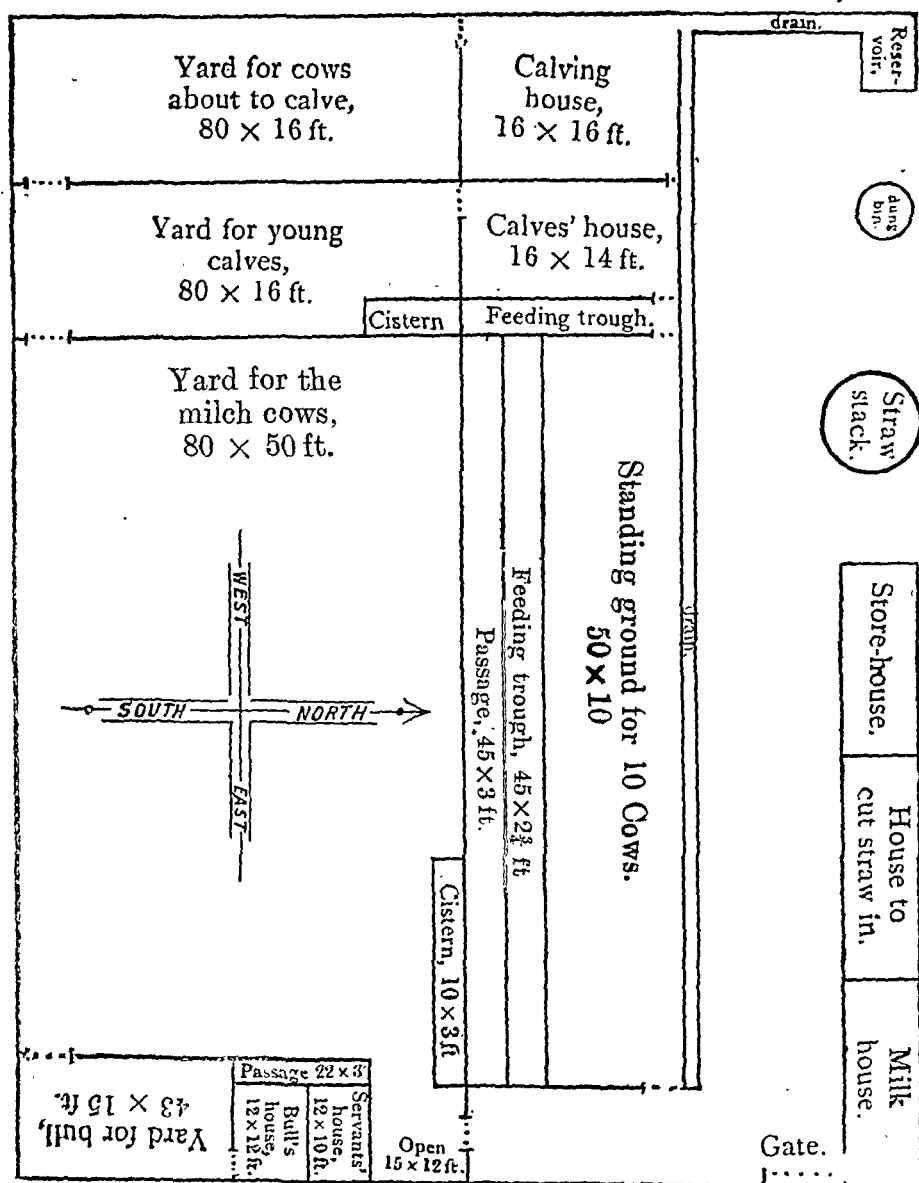 drain.
Reser-
voir,
Yard for cows
about to calve,
80 × 16 ft.
Calving
house,
16 × 16 ft.
dung
bin.
Yard for young
calves,
80 × 16 ft.
Calves' house,
16 × 14 ft.
Cistern
Feeding trough.
Straw
stack.
Yard for the
milch cows,
80 × 50 ft.
Standing ground for 10 Cows.
50 × 10
drain.
Feeding trough, 45 × 2¾ ft
Passage, 45 × 3 ft.
WEST
SOUTH
NORTH
EAST
Store-house.
House to
cut straw in.
Milk
house.
Cistern, 10 × 3 ft
Passage 22 × 3
Yard for bull,
43 × 15 ft.
Bull's
house,
12 × 12 ft.
Servants'
house,
12 × 10 ft.
Open
15 × 12 ft.
Gate.